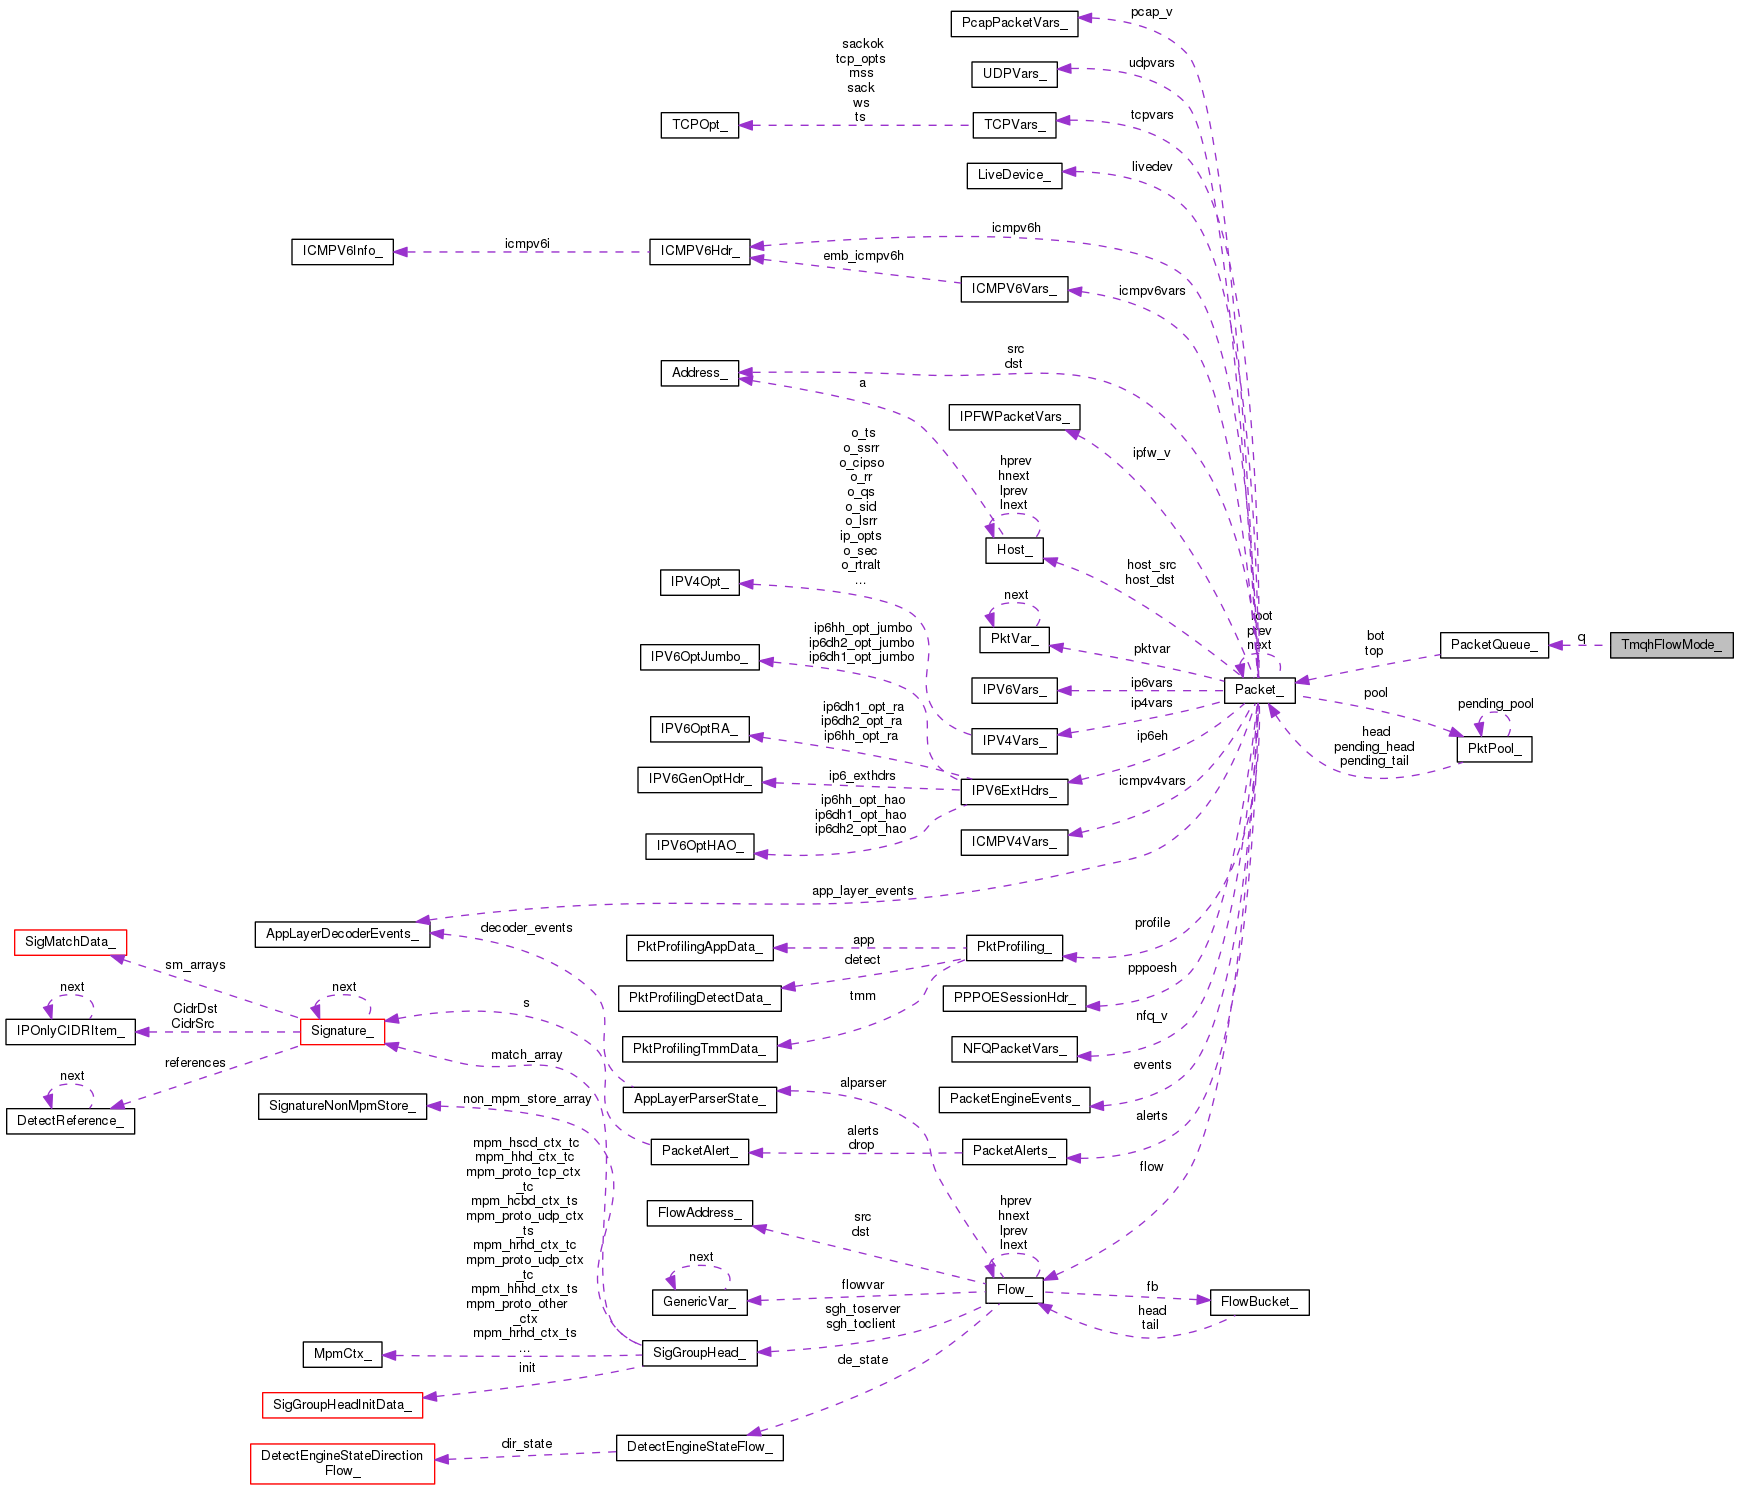 PcapPacketVars_
pcap_v
sackok
tcp_opts
mss
sack
ws
ts
UDPVars_
udpvars
TCPOpt_
TCPVars_
tcpvars
LiveDevice_
livedev
ICMPV6Info_
icmpv6i
ICMPV6Hdr_
icmpv6h
emb_icmpv6h
ICMPV6Vars_
icmpv6vars
src
dst
Address_
a
IPFWPacketVars_
ipfw_v
o_ts
o_ssrr
o_cipso
o_rr
o_qs
o_sid
o_lsrr
ip_opts
o_sec
o_rtralt
...
hprev
hnext
lprev
lnext
Host_
host_src
host_dst
IPV4Opt_
next
PktVar_
pktvar
ip6hh_opt_jumbo
ip6dh2_opt_jumbo
ip6dh1_opt_jumbo
IPV6OptJumbo_
IPV6Vars_
ip6vars
ip4vars
IPV4Vars_
root
prev
next
Packet_
bot
top
PacketQueue_
q
TmqhFlowMode_
pool
pending_pool
PktPool_
head
pending_head
pending_tail
ip6dh1_opt_ra
ip6dh2_opt_ra
ip6hh_opt_ra
IPV6OptRA_
ip6eh
IPV6GenOptHdr_
ip6_exthdrs
IPV6ExtHdrs_
icmpv4vars
ip6hh_opt_hao
ip6dh1_opt_hao
ip6dh2_opt_hao
IPV6OptHAO_
ICMPV4Vars_
app_layer_events
AppLayerDecoderEvents_
decoder_events
SigMatchData_
sm_arrays
PktProfilingAppData_
app
PktProfiling_
profile
detect
PktProfilingDetectData_
tmm
PPPOESessionHdr_
pppoesh
next
IPOnlyCIDRItem_
CidrDst
CidrSrc
next
Signature_
s
PktProfilingTmmData_
NFQPacketVars_
nfq_v
references
match_array
next
DetectReference_
SignatureNonMpmStore_
non_mpm_store_array
AppLayerParserState_
alparser
PacketEngineEvents_
events
PacketAlert_
alerts
drop
PacketAlerts_
alerts
flow
mpm_hscd_ctx_tc
mpm_hhd_ctx_tc
mpm_proto_tcp_ctx
_tc
mpm_hcbd_ctx_ts
mpm_proto_udp_ctx
_ts
mpm_hrhd_ctx_tc
mpm_proto_udp_ctx
_tc
mpm_hhhd_ctx_ts
mpm_proto_other
_ctx
mpm_hrhd_ctx_ts
...
FlowAddress_
src
dst
hprev
hnext
lprev
lnext
Flow_
next
GenericVar_
flowvar
fb
FlowBucket_
head
tail
sgh_toserver
sgh_toclient
MpmCtx_
SigGroupHead_
init
de_state
SigGroupHeadInitData_
DetectEngineStateDirection
Flow_
dir_state
DetectEngineStateFlow_